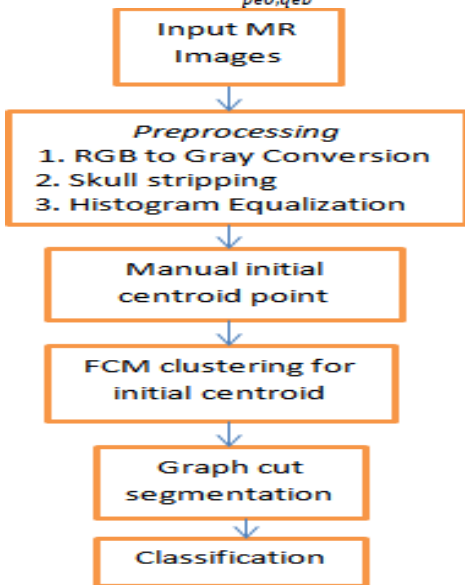 Input MR
Images
Preprocessing
1. RGB to Gray Conversion
2. Skull stripping
3. Histogram Equalization
Manual initial
centroid point
FCM clustering for
initial centroid
Graph cut
segmentation
Classification